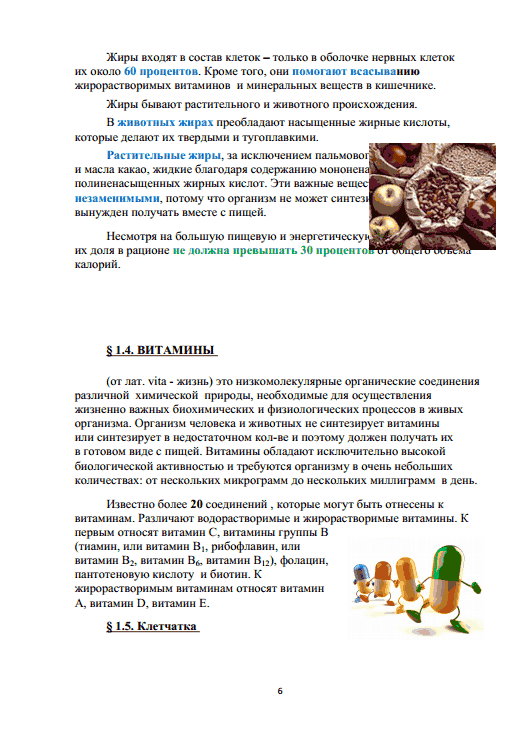 Жиры входят в состав клеток – только в оболочке нервных клеток
их около 60 процентов. Кроме того, они помогают всасыванию
жирорастворимых витаминов и минеральных веществ в кишечнике.
Жиры бывают растительного и животного происхождения.
В животных жирах преобладают насыщенные жирные кислоты,
которые делают их твердыми и тугоплавкими.
Растительные жиры, за исключением пальмовог
и масла какао, жидкие благодаря содержанию мононена
полиненасыщенных жирных кислот. Эти важные вещес
незаменимыми, потому что организм не может синтези
вынужден получать вместе с пищей.
Несмотря на большую пищевую и энергетическую
их доля в рационе не должна превышать 30 процентов от общего объема
калорий.
§ 1.4. ВИТАМИНЫ
(от лат. vita - жизнь) это низкомолекулярные органические соединения
различной химической природы, необходимые для осуществления
жизненно важных биохимических и физиологических процессов в живых
организма. Организм человека и животных не синтезирует витамины
или синтезирует в недостаточном кол-ве и поэтому должен получать их
в готовом виде с пищей. Витамины обладают исключительно высокой
биологической активностью и требуются организму в очень небольших
количествах: от нескольких микрограмм до нескольких миллиграмм в день.
Известно более 20 соединений , которые могут быть отнесены к
витаминам. Различают водорастворимые и жирорастворимые витамины. К
первым относят витамин С, витамины группы В
(тиамин, или витамин В1, рибофлавин, или
витамин В2, витамин В6, витамин В12), фолацин,
пантотеновую кислоту и биотин. К
жирорастворимым витаминам относят витамин
А, витамин D, витамин Е.
§ 1.5. Клетчатка
6